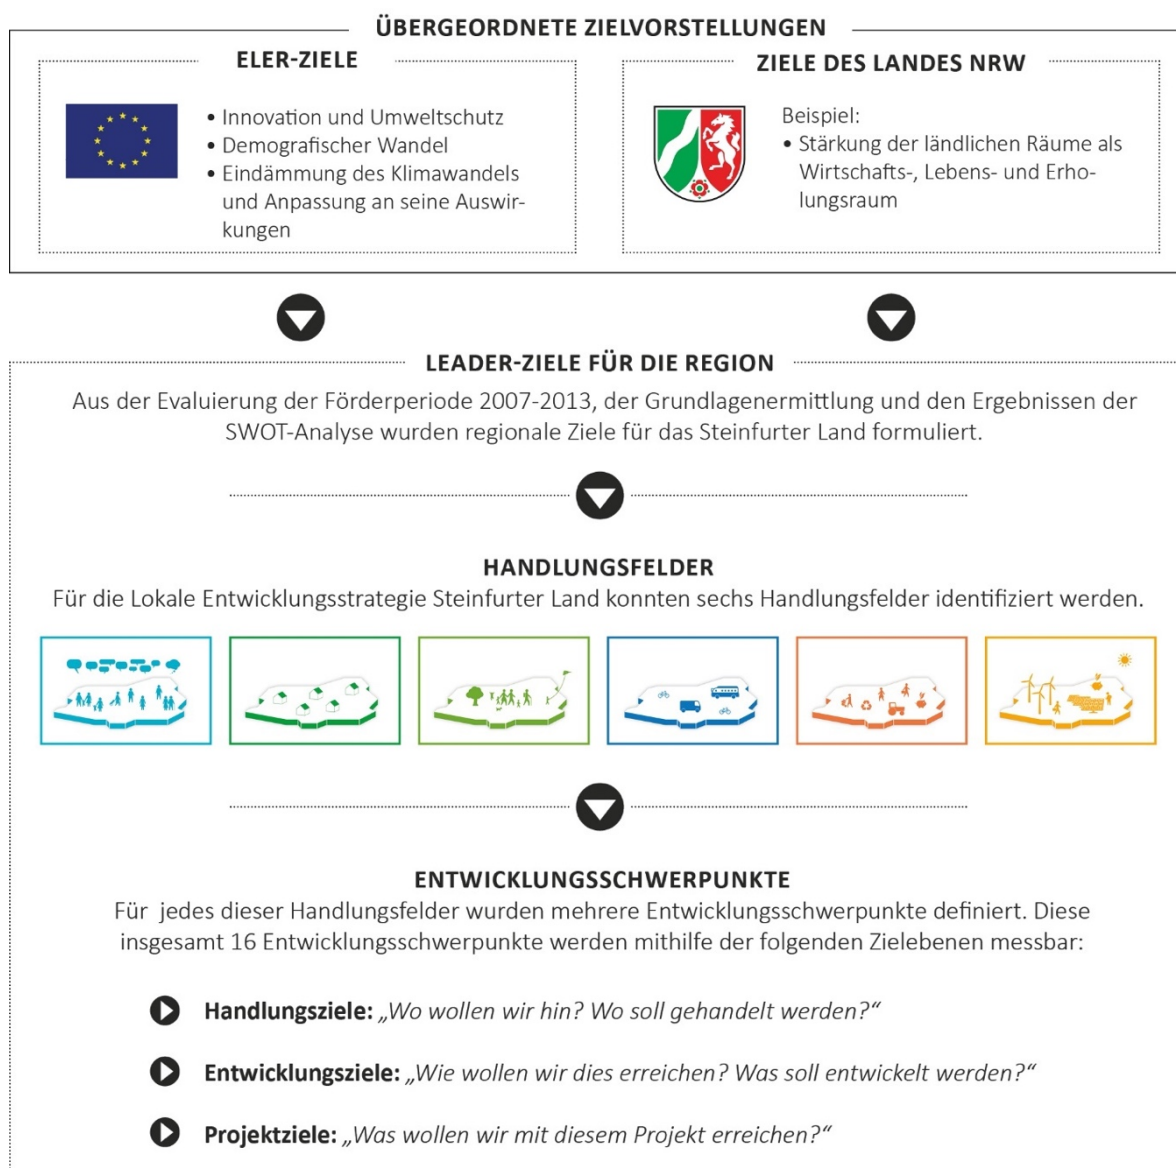 ÜBERGEORDNETE ZIELVORSTELLUNGEN
ELER-ZIELE
• Innovation und Umweltschutz
• Demografischer Wandel
• Eindämmung des Klimawandels
und Anpassung an seine Auswir-
kungen
ZIELE DES LANDES NRW
Beispiel:
• Stärkung der ländlichen Räume als
Wirtschafts-, Lebens- und Erho-
lungsraum
LEADER-ZIELE FÜR DIE REGION
Aus der Evaluierung der Förderperiode 2007-2013, der Grundlagenermittlung und den Ergebnissen der
SWOT-Analyse wurden regionale Ziele für das Steinfurter Land formuliert.
HANDLUNGSFELDER
Für die Lokale Entwicklungsstrategie Steinfurter Land konnten sechs Handlungsfelder identifiziert werden.
ENTWICKLUNGSSCHWERPUNKTE
Für jedes dieser Handlungsfelder wurden mehrere Entwicklungsschwerpunkte definiert. Diese
insgesamt 16 Entwicklungsschwerpunkte werden mithilfe der folgenden Zielebenen messbar:
Handlungsziele: „Wo wollen wir hin? Wo soll gehandelt werden?“
Entwicklungsziele: „Wie wollen wir dies erreichen? Was soll entwickelt werden?“
Projektziele: „Was wollen wir mit diesem Projekt erreichen?“